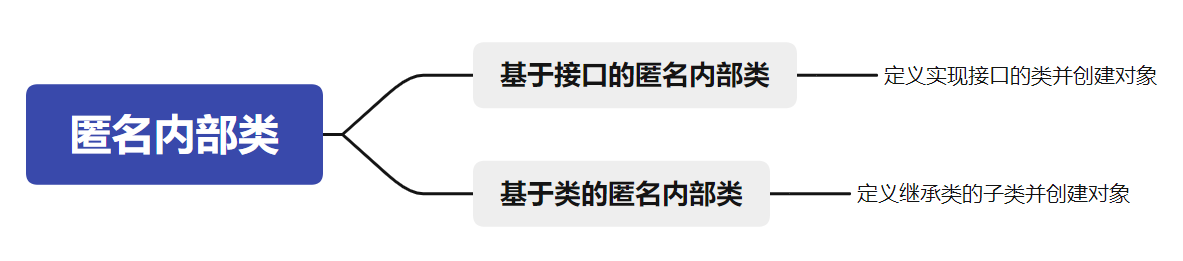 匿名内部类
基于接口的匿名内部类
定义实现接口的类并创建对象
基于类的匿名内部类
定义继承类的子类并创建对象